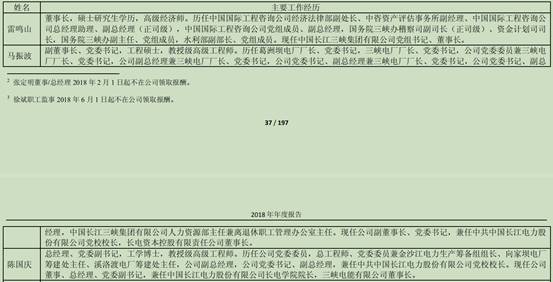 姓名 主要工作经历
雷鸣山
董事长，硕士研究生学历，高级经济师。历任中国国际工程咨询公司经济法律部副处长、中咨资产评估事务所副经理、中国国际工程咨询公
司总经理助理、副总经理（正司级），中国国际工程咨询公司党组成员、副总经理，国务院三峡办稽察司副司长（正司级）、资金计划司司
长，国务院三峡办副主任、党组成员，水利部副部长、党组成员。现任中国长江三峡集团有限公司党组书记、董事长。
马振波
副董事长、党委书记，工程硕士，教授级高级工程师。历任葛洲坝电厂厂长、党委书记，三峡电厂厂长、党委书记，公司党委委员兼三峡电
厂厂长、党委书记，公司副总经理兼三峡电厂厂长、党委书记，公司党委书记、副总经理兼三峡电厂厂长、党委书记，公司党委书记、副总
2 张定明董事/总经理 2018 年 2 月 1 日起不在公司领取报酬。
3 徐斌职工监事 2018 年 6 月 1 日起不在公司领取报酬。
37 / 197
2018 年年度报告
经理，中国长江三峡集团有限公司人力资源部主任兼离退休职工管理办公室主任。现任公司副董事长、党委书记，兼任中共中国长江电力股
份有限公司党校校长，长电资本控股有限责任公司董事长。
陈国庆
总经理、党委副书记，工学博士，教授级高级工程师。历任公司党委委员，总工程师、党委委员兼金沙江电力生产筹备组组长、向家坝电厂
筹建处主任、溪洛渡电厂筹建处主任，公司副总经理，公司党委书记、副总经理，兼任中共中国长江电力股份有限公司党校校长。现任公司
董事、总经理、党委副书记，兼任中国长江电力股份有限公司长电学院院长，三峡电能有限公司董事长。